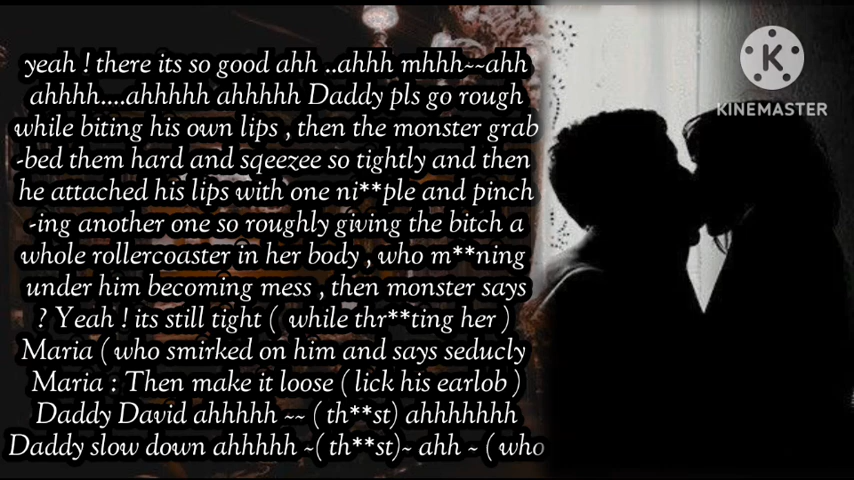 yeah ! there its so good ahh ..ahhh mhhh~~ahh
ahhhh....ahhhhh ahhhhh Daddy pls go rough
while biting his own lips , then the monster grab
-bed them hard and sqeezee so tightly and then
he attached his lips with one ni**ple and pinch
-ing another one so roughly giving the bitch a
whole rollercoaster in her body , who m**ning
under him becoming mess , then monster says
? Yeah ! its still tight ( while thr**ting her )
Maria ( who smirked on him and says seducly
Maria : Then make it loose ( lick his earlob )
Daddy David ahhhhh ~~ ( th**st) ahhhhhhh
Daddy slow down ahhhhh ~( th**st)~ ahh ~ ( who
K
KINEMASTER